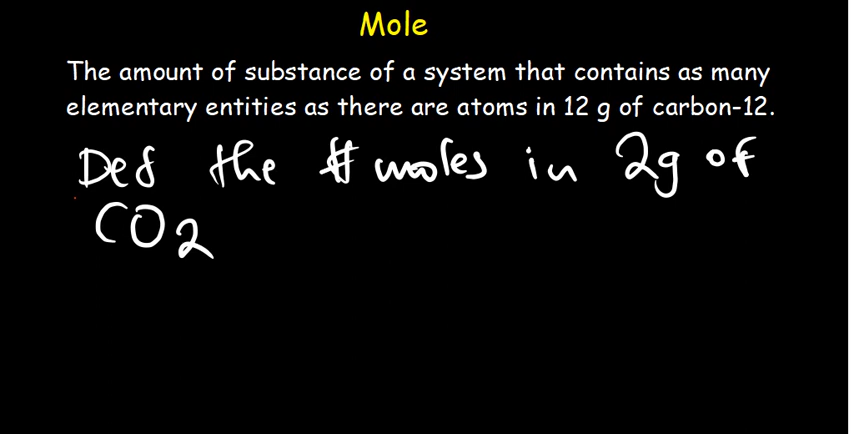 Mole
The amount of substance of a system that contains as many
elementary entities as there are atoms in 12 g of carbon-12.
Def the # moles in 2g of
CO2